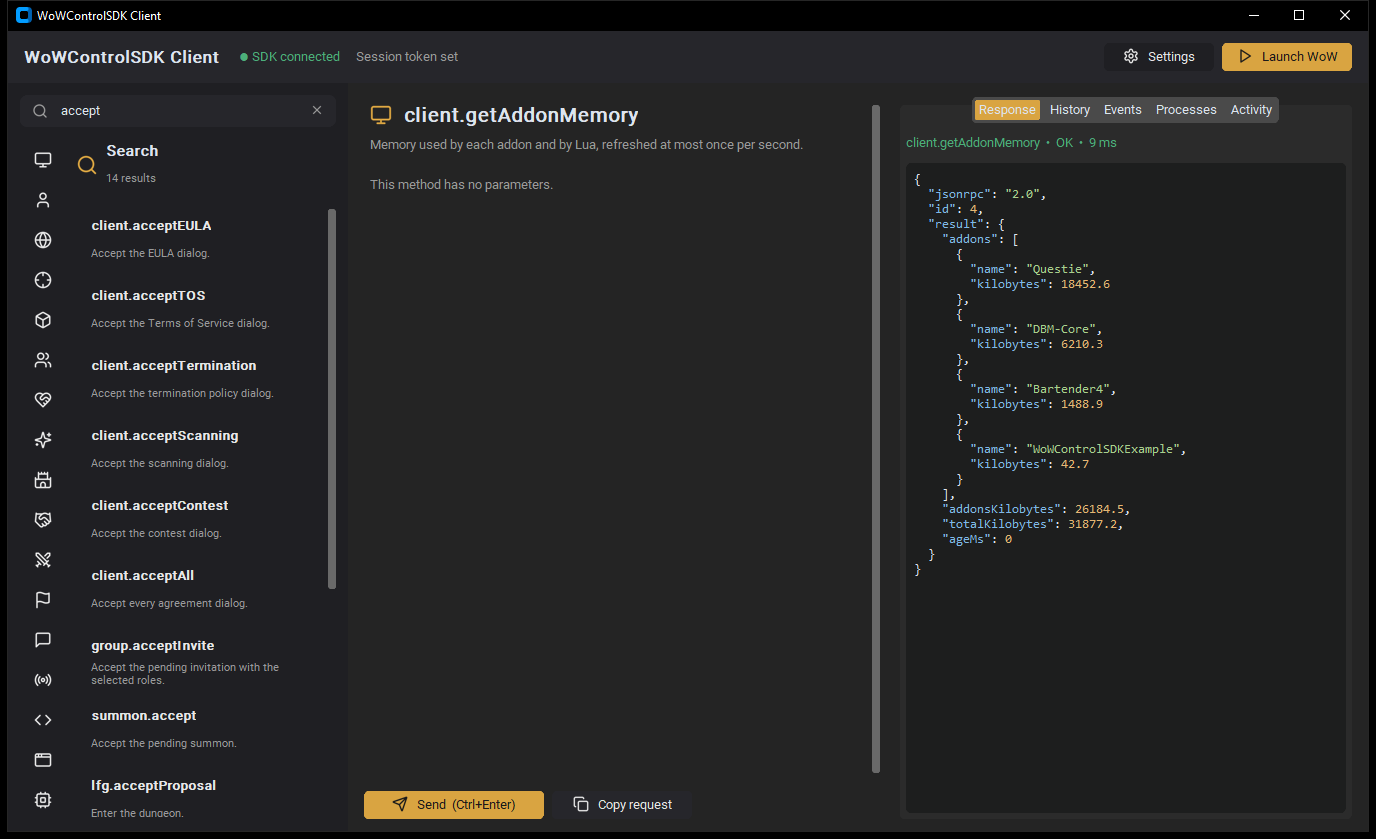 WoWControlSDK Client
WoWControlSDK Client
SDK connected
Session token set
Settings
Launch WoW
accept
Search
14 results
client.acceptEULA
Accept the EULA dialog.
client.acceptTOS
Accept the Terms of Service dialog.
client.acceptTermination
Accept the termination policy dialog.
client.acceptScanning
Accept the scanning dialog.
client.acceptContest
Accept the contest dialog.
client.acceptAll
Accept every agreement dialog.
group.acceptInvite
Accept the pending invitation with the
selected roles.
summon.accept
Accept the pending summon.
lfg.acceptProposal
Enter the dungeon.
client.getAddonMemory
Memory used by each addon and by Lua, refreshed at most once per second.
This method has no parameters.
Send (Ctrl+Enter)
Copy request
Response History Events Processes Activity
client.getAddonMemory • OK • 9 ms
{
  "jsonrpc": "2.0",
  "id": 4,
  "result": {
    "addons": [
      {
        "name": "Questie",
        "kilobytes": 18452.6
      },
      {
        "name": "DBM-Core",
        "kilobytes": 6210.3
      },
      {
        "name": "Bartender4",
        "kilobytes": 1488.9
      },
      {
        "name": "WoWControlSDKExample",
        "kilobytes": 42.7
      }
    ],
    "addonsKilobytes": 26184.5,
    "totalKilobytes": 31877.2,
    "ageMs": 0
  }
}